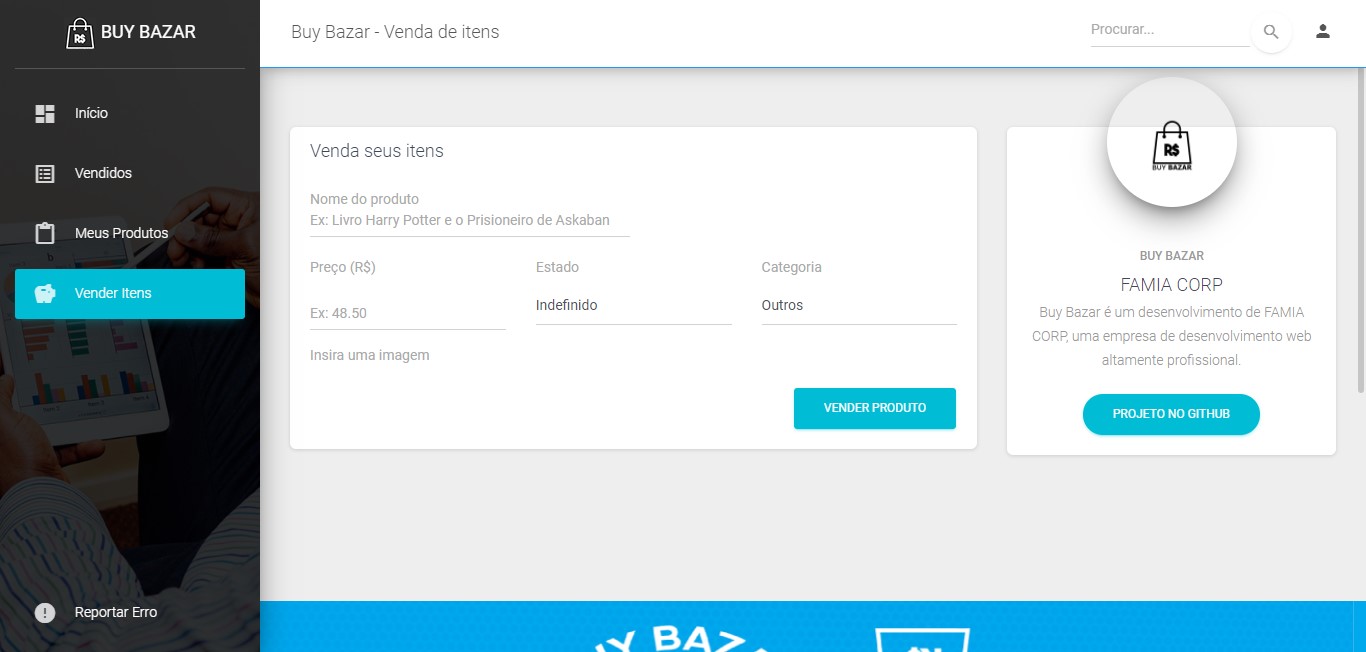 R$ BUY BAZAR
Início
Vendidos
Meus Produtos
Vender Itens
Reportar Erro
Buy Bazar - Venda de itens
Procurar...
Venda seus itens
Nome do produto
Ex: Livro Harry Potter e o Prisioneiro de Askaban
Preço (R$)
Estado
Categoria
Ex: 48.50
Indefinido
Outros
Insira uma imagem
VENDER PRODUTO
R$
BUY BAZAR
BUY BAZAR
FAMIA CORP
Buy Bazar é um desenvolvimento de FAMIA
CORP, uma empresa de desenvolvimento web
altamente profissional.
PROJETO NO GITHUB
BUY BAZAR